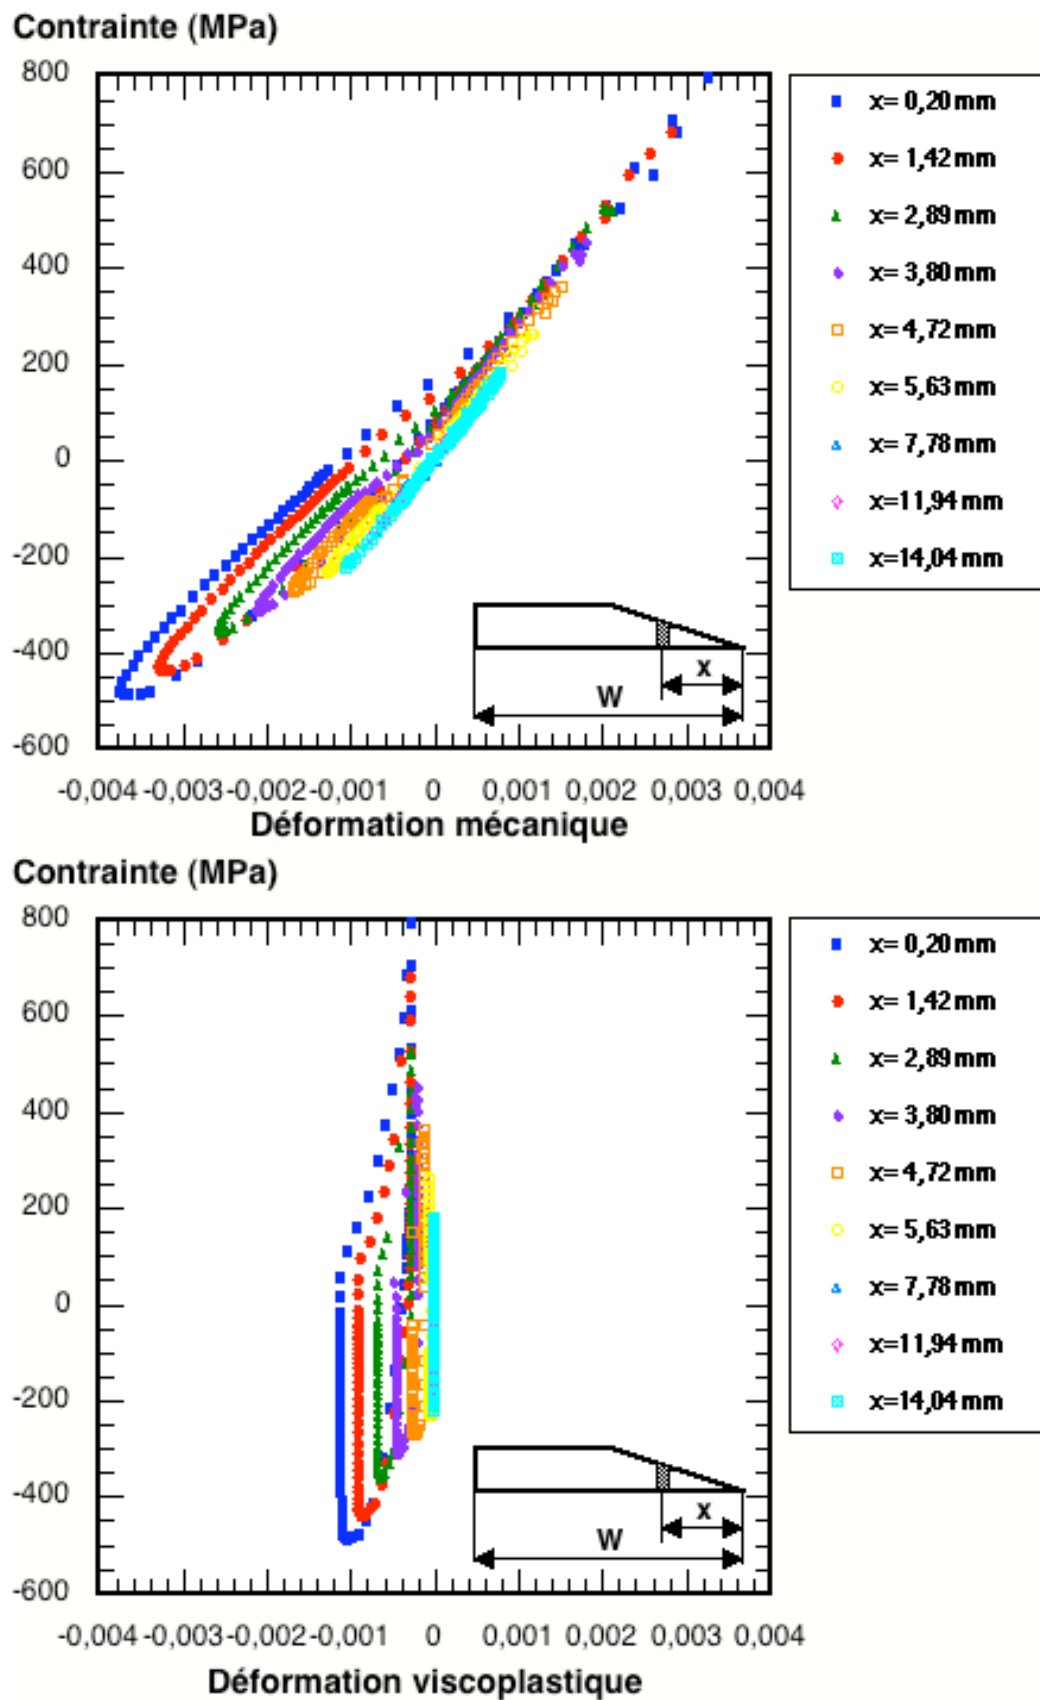 Contrainte (MPa)
800
600
400
200
0
-200
-400
-600
-0,004 -0,003 -0,002 -0,001 0 0,001 0,002 0,003 0,004
Déformation mécanique
x= 0,20 mm
x= 1,42 mm
x= 2,89 mm
x= 3,80 mm
x= 4,72 mm
x= 5,63 mm
x= 7,78 mm
x=11,94 mm
x=14,04 mm
x
W
Contrainte (MPa)
800
600
400
200
0
-200
-400
-600
-0,004 -0,003 -0,002 -0,001 0 0,001 0,002 0,003 0,004
Déformation viscoplastique
x= 0,20 mm
x= 1,42 mm
x= 2,89 mm
x= 3,80 mm
x= 4,72 mm
x= 5,63 mm
x= 7,78 mm
x=11,94 mm
x=14,04 mm
x
W